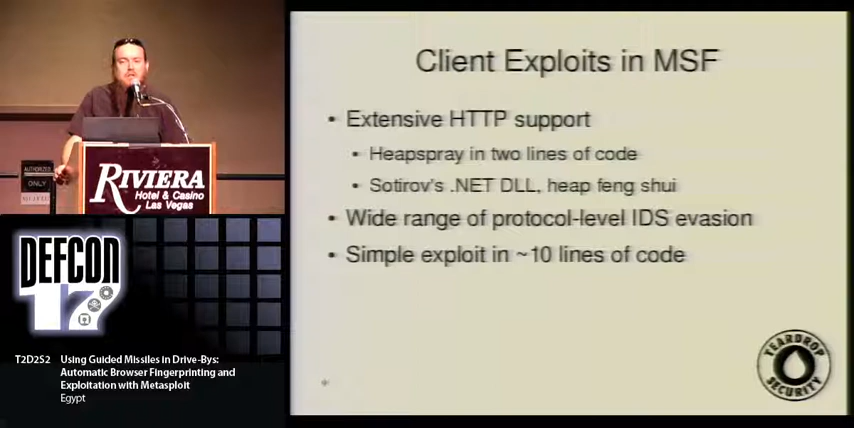 Client Exploits in MSF
• Extensive HTTP support
• Heapspray in two lines of code
• Sotirov's .NET DLL, heap feng shui
• Wide range of protocol-level IDS evasion
• Simple exploit in ~10 lines of code
TEARDROP
SECURITY
AUTHORIZED
ONLY
RIVIERA
Hotel & Casino
Las Vegas
DEFCON
17
T2D2S2 Using Guided Missiles in Drive-Bys:
Automatic Browser Fingerprinting and
Exploitation with Metasploit
Egypt